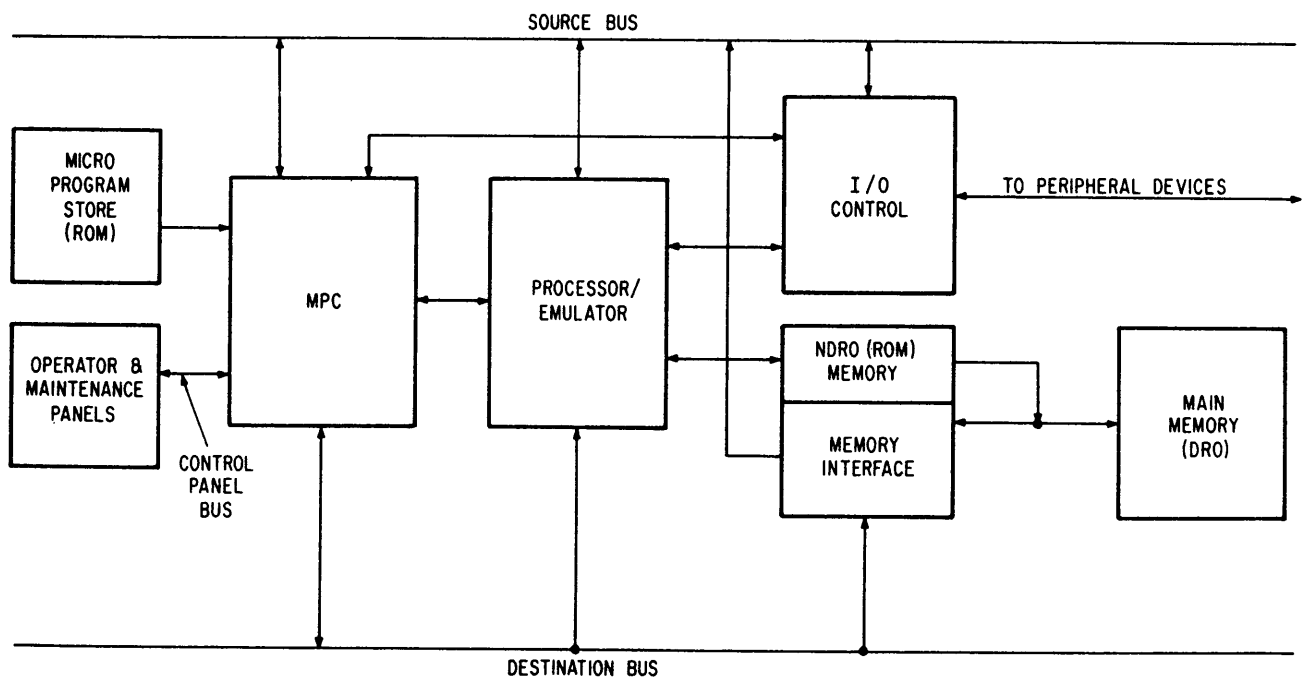 SOURCE BUS
MICRO
PROGRAM
STORE
(ROM)
MPC
PROCESSOR/
EMULATOR
I/O
CONTROL
TO PERIPHERAL DEVICES
OPERATOR &
MAINTENANCE
PANELS
CONTROL
PANEL
BUS
NDRO (ROM)
MEMORY
MEMORY
INTERFACE
MAIN
MEMORY
(DRO)
DESTINATION BUS